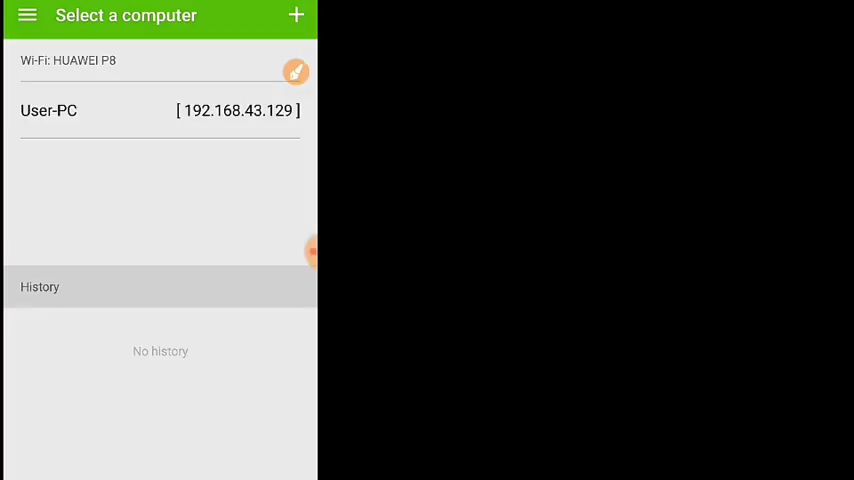 Select a computer
Wi-Fi: HUAWEI P8
User-PC [ 192.168.43.129 ]
History
No history